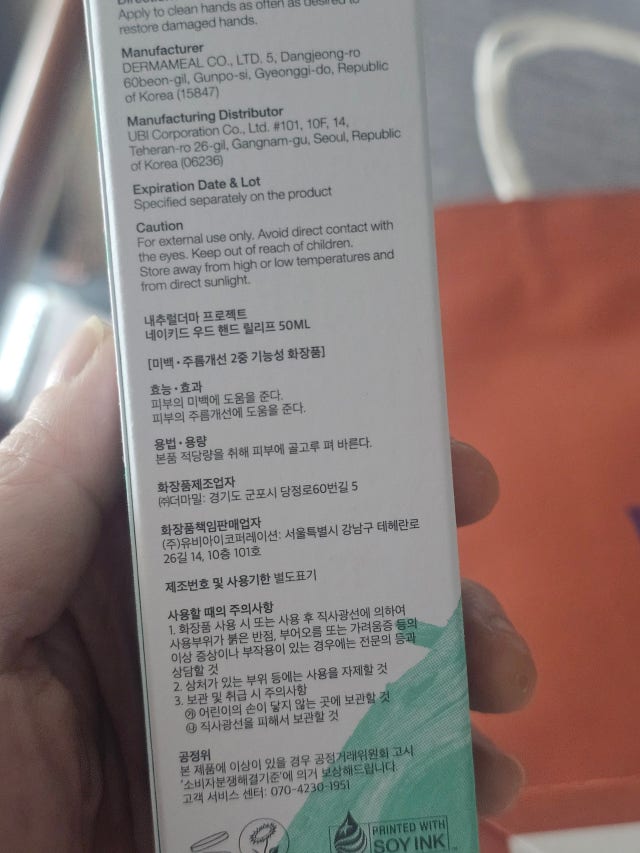 Apply to clean hands as often as desired to
restore damaged hands.
Manufacturer
DERMAMEAL CO., LTD. 5, Dangjeong-ro
60beon-gil, Gunpo-si, Gyeonggi-do, Republic
of Korea (15847)
Manufacturing Distributor
UBI Corporation Co., Ltd. #101, 10F, 14,
Teheran-ro 26-gil, Gangnam-gu, Seoul, Republic
of Korea (06236)
Expiration Date & Lot
Specified separately on the product
Caution
For external use only. Avoid direct contact with
the eyes. Keep out of reach of children.
Store away from high or low temperatures and
from direct sunlight.
내추럴더마 프로젝트
네이키드 우드 핸드 릴리프 50ML
[미백·주름개선 2중 기능성 화장품]
효능·효과
피부의 미백에 도움을 준다.
피부의 주름개선에 도움을 준다.
용법·용량
본품 적당량을 취해 피부에 골고루 펴 바른다.
화장품제조업자
㈜더마밀: 경기도 군포시 당정로60번길 5
화장품책임판매업자
(주)유비아이코퍼레이션: 서울특별시 강남구 테헤란로
26길 14, 10층 101호
제조번호 및 사용기한 별도표기
사용할 때의 주의사항
1. 화장품 사용 시 또는 사용 후 직사광선에 의하여
사용부위가 붉은 반점, 부어오름 또는 가려움증 등의
이상 증상이나 부작용이 있는 경우에는 전문의 등과
상담할 것
2. 상처가 있는 부위 등에는 사용을 자제할 것
3. 보관 및 취급 시 주의사항
㉮ 어린이의 손이 닿지 않는 곳에 보관할 것
㉯ 직사광선을 피해서 보관할 것
공정위
본 제품에 이상이 있을 경우 공정거래위원회 고시
'소비자분쟁해결기준'에 의거 보상해드립니다.
고객 서비스 센터: 070-4230-1951
PRINTED WITH
SOY INK